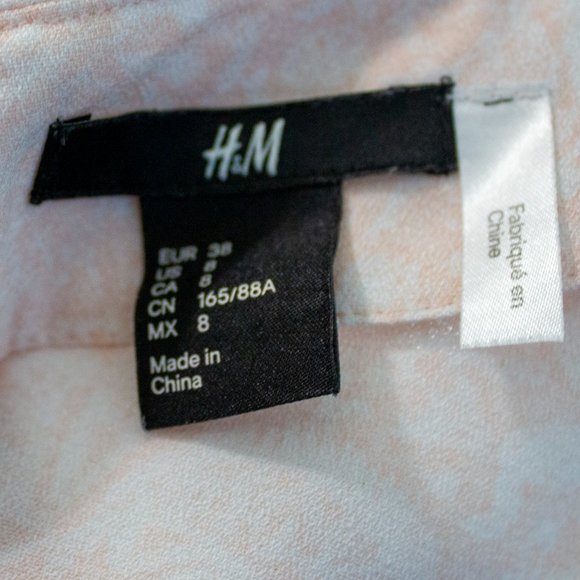 H&M
EUR 38
US 8
CA 8
CN 165/88A
MX 8
Made in
China
Fabriqué en
Chine